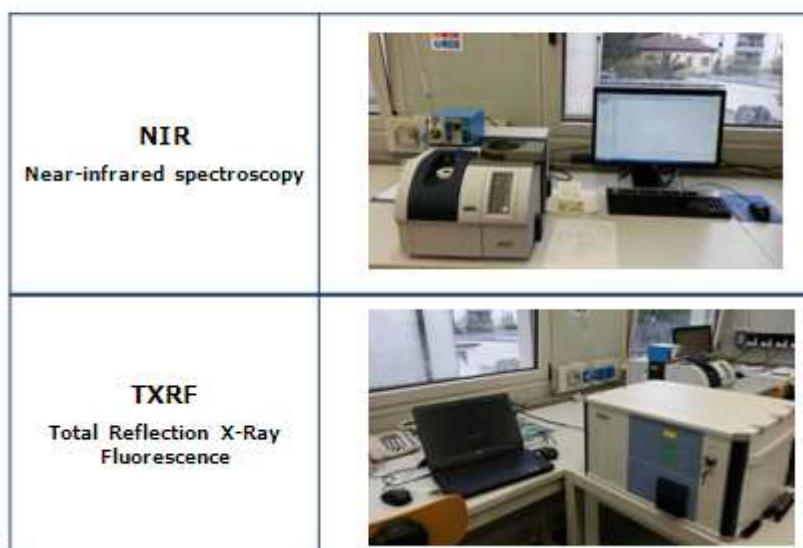 NIR
Near-infrared spectroscopy
TXRF
Total Reflection X-Ray
Fluorescence